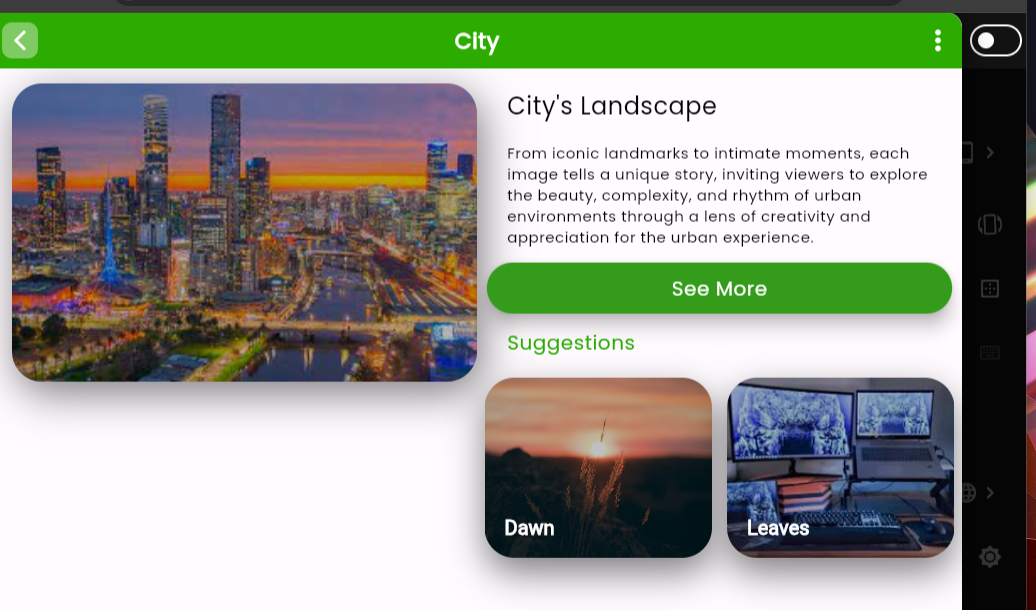 City
City's Landscape
From iconic landmarks to intimate moments, each
image tells a unique story, inviting viewers to explore
the beauty, complexity, and rhythm of urban
environments through a lens of creativity and
appreciation for the urban experience.
See More
Suggestions
Dawn
Leaves